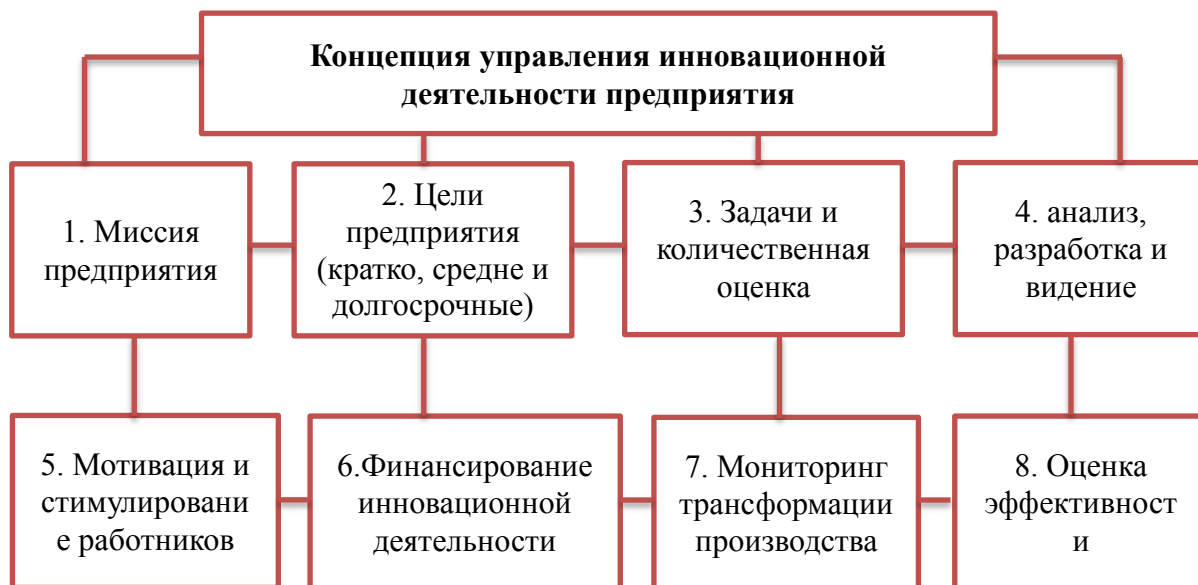 Концепция управления инновационной
деятельности предприятия
1. Миссия
предприятия
2. Цели
предприятия
(кратко, средне и
долгосрочные)
3. Задачи и
количественная
оценка
4. анализ,
разработка и
видение
5. Мотивация и
стимулировани
е работников
6.Финансирование
инновационной
деятельности
7. Мониторинг
трансформации
производства
8. Оценка
эффективност
и